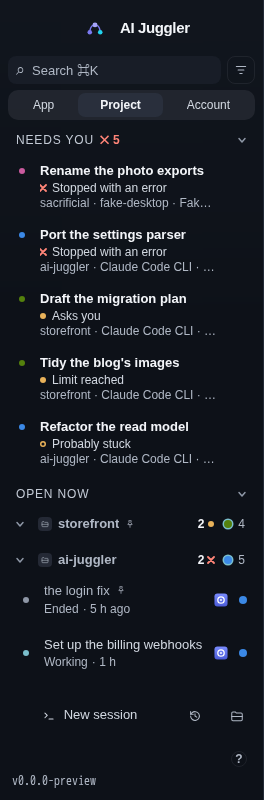 AI Juggler
Search ⌘K
App Project Account
NEEDS YOU 5
Rename the photo exports
Stopped with an error
sacrificial · fake-desktop · Fak…
Port the settings parser
Stopped with an error
ai-juggler · Claude Code CLI · …
Draft the migration plan
Asks you
storefront · Claude Code CLI · …
Tidy the blog's images
Limit reached
storefront · Claude Code CLI · …
Refactor the read model
Probably stuck
ai-juggler · Claude Code CLI · …
OPEN NOW
storefront 2 4
ai-juggler 2 5
the login fix
Ended · 5 h ago
Set up the billing webhooks
Working · 1 h
New session
?
v0.0.0-preview